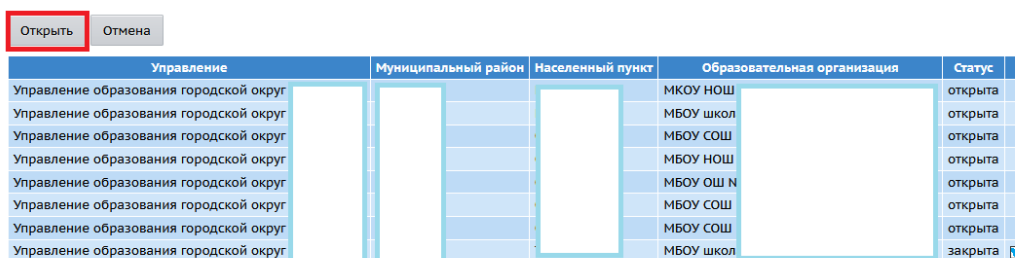 Открыть Отмена
Управление Муниципальный район Населенный пункт Образовательная организация Статус
Управление образования городской округ МКОУ НОШ открыта
Управление образования городской округ МБОУ школ открыта
Управление образования городской округ МБОУ СОШ открыта
Управление образования городской округ МБОУ НОШ открыта
Управление образования городской округ МБОУ ОШ N открыта
Управление образования городской округ МБОУ СОШ открыта
Управление образования городской округ МБОУ СОШ открыта
Управление образования городской округ МБОУ школ закрыта